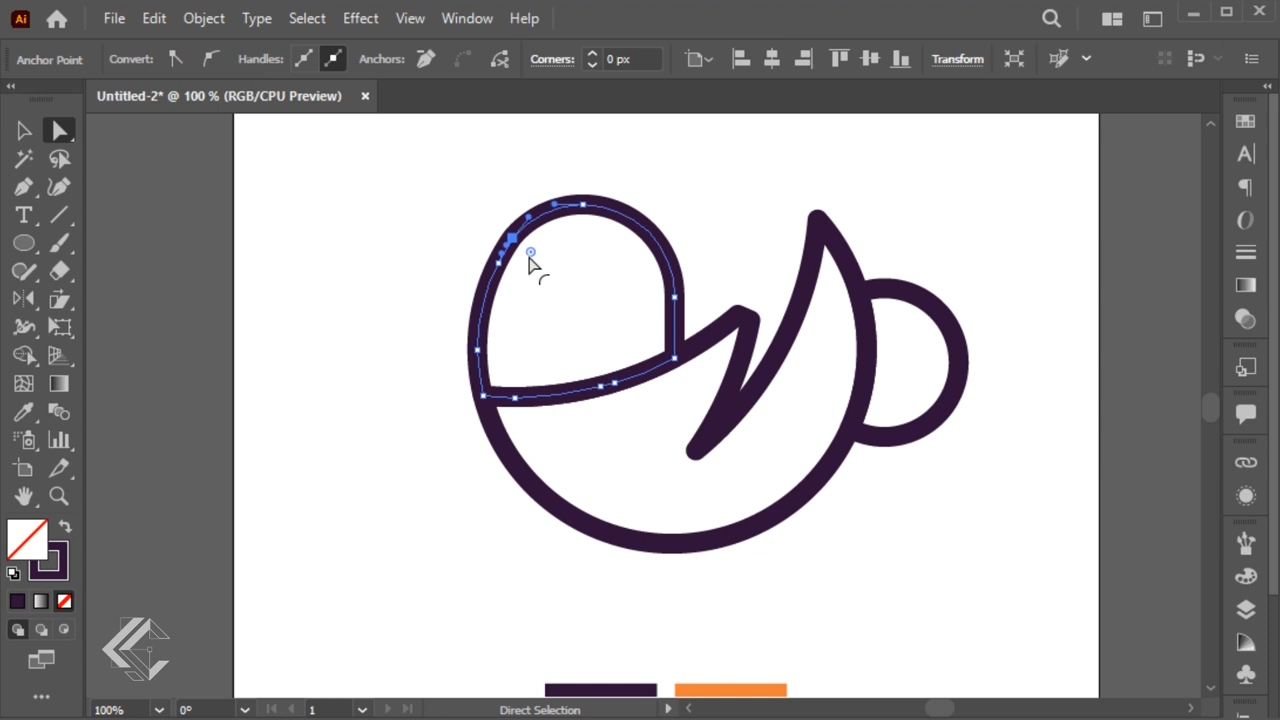 Ai File Edit Object Type Select Effect View Window Help
Anchor Point Convert: Handles: Anchors: Corners: 0 px Transform
Untitled-2* @ 100 % (RGB/CPU Preview) ×
100% 0° 1 Direct Selection